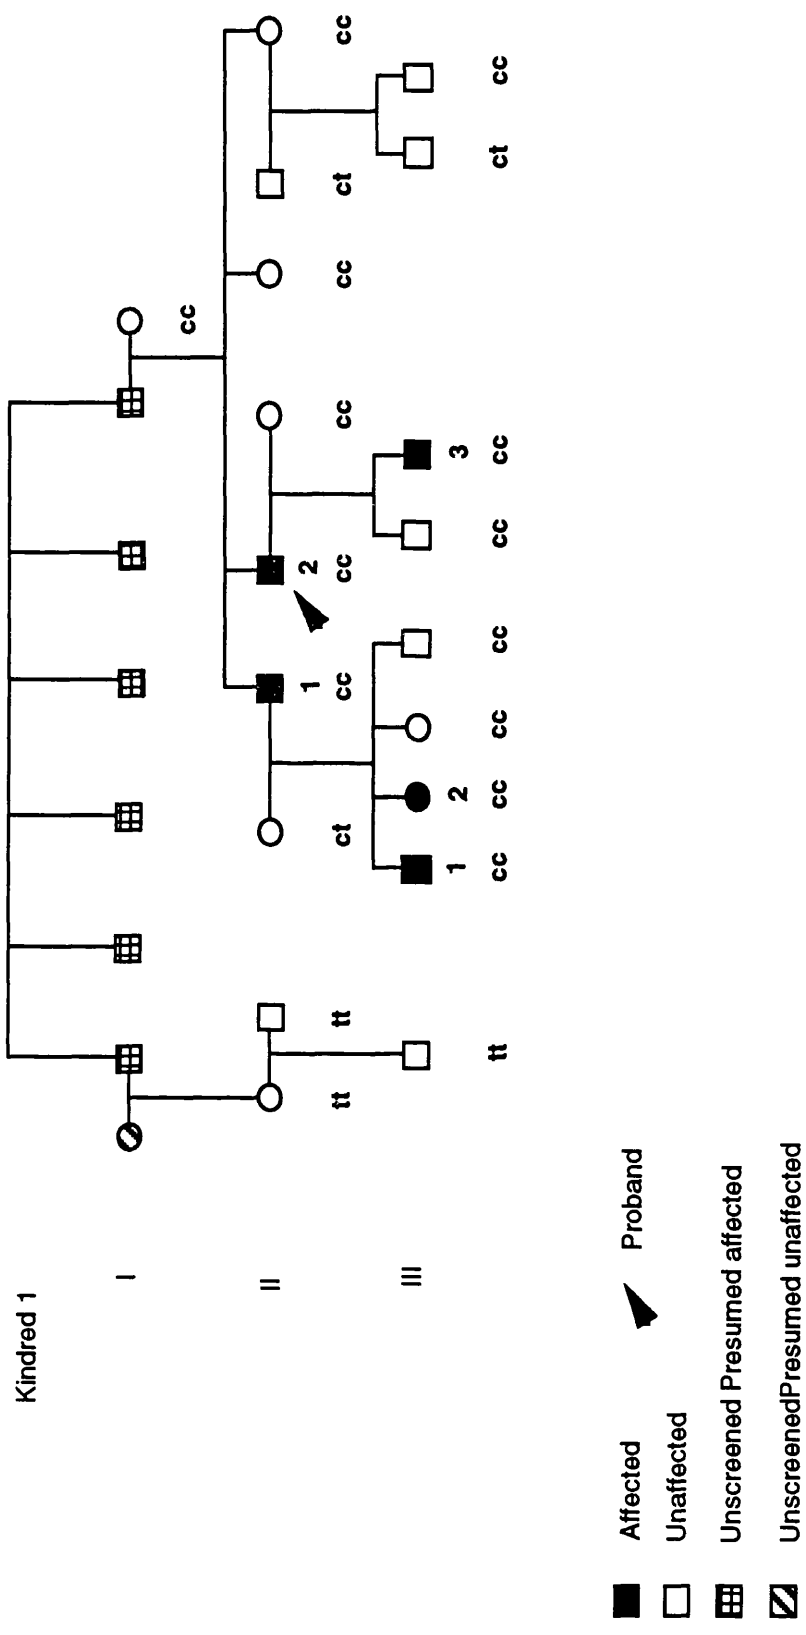 Kindred 1
I
cc
II
1 2
tt tt ct cc cc cc cc ct cc
III
1 2 3
tt cc cc cc cc cc cc ct cc
Affected Proband
Unaffected
Unscreened Presumed affected
UnscreenedPresumed unaffected